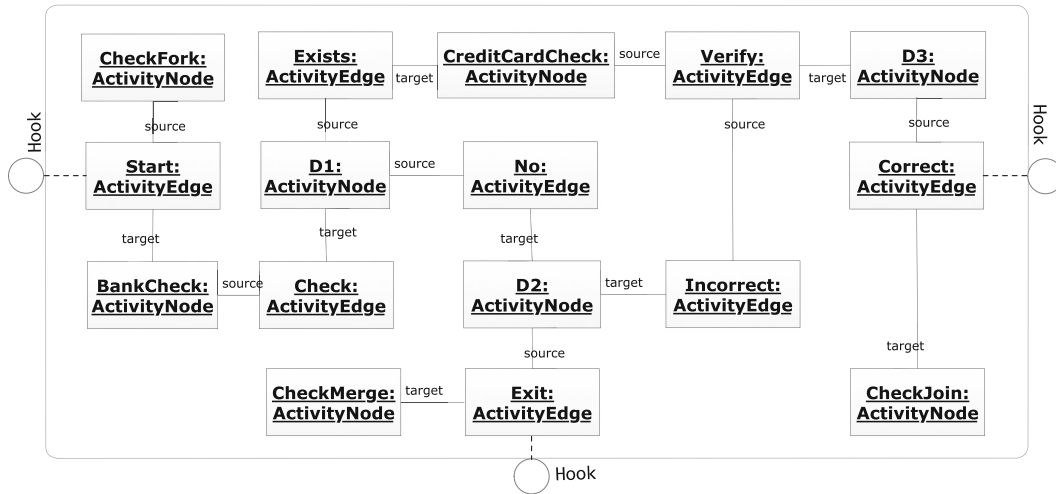 CheckFork:
ActivityNode
Exists:
ActivityEdge
target
CreditCardCheck:
ActivityNode
source
Verify:
ActivityEdge
target
D3:
ActivityNode
Hook
source
source
source
source
Hook
Start:
ActivityEdge
D1:
ActivityNode
source
No:
ActivityEdge
Correct:
ActivityEdge
target
target
target
BankCheck:
ActivityNode
source
Check:
ActivityEdge
D2:
ActivityNode
target
Incorrect:
ActivityEdge
source
target
CheckMerge:
ActivityNode
target
Exit:
ActivityEdge
CheckJoin:
ActivityNode
Hook